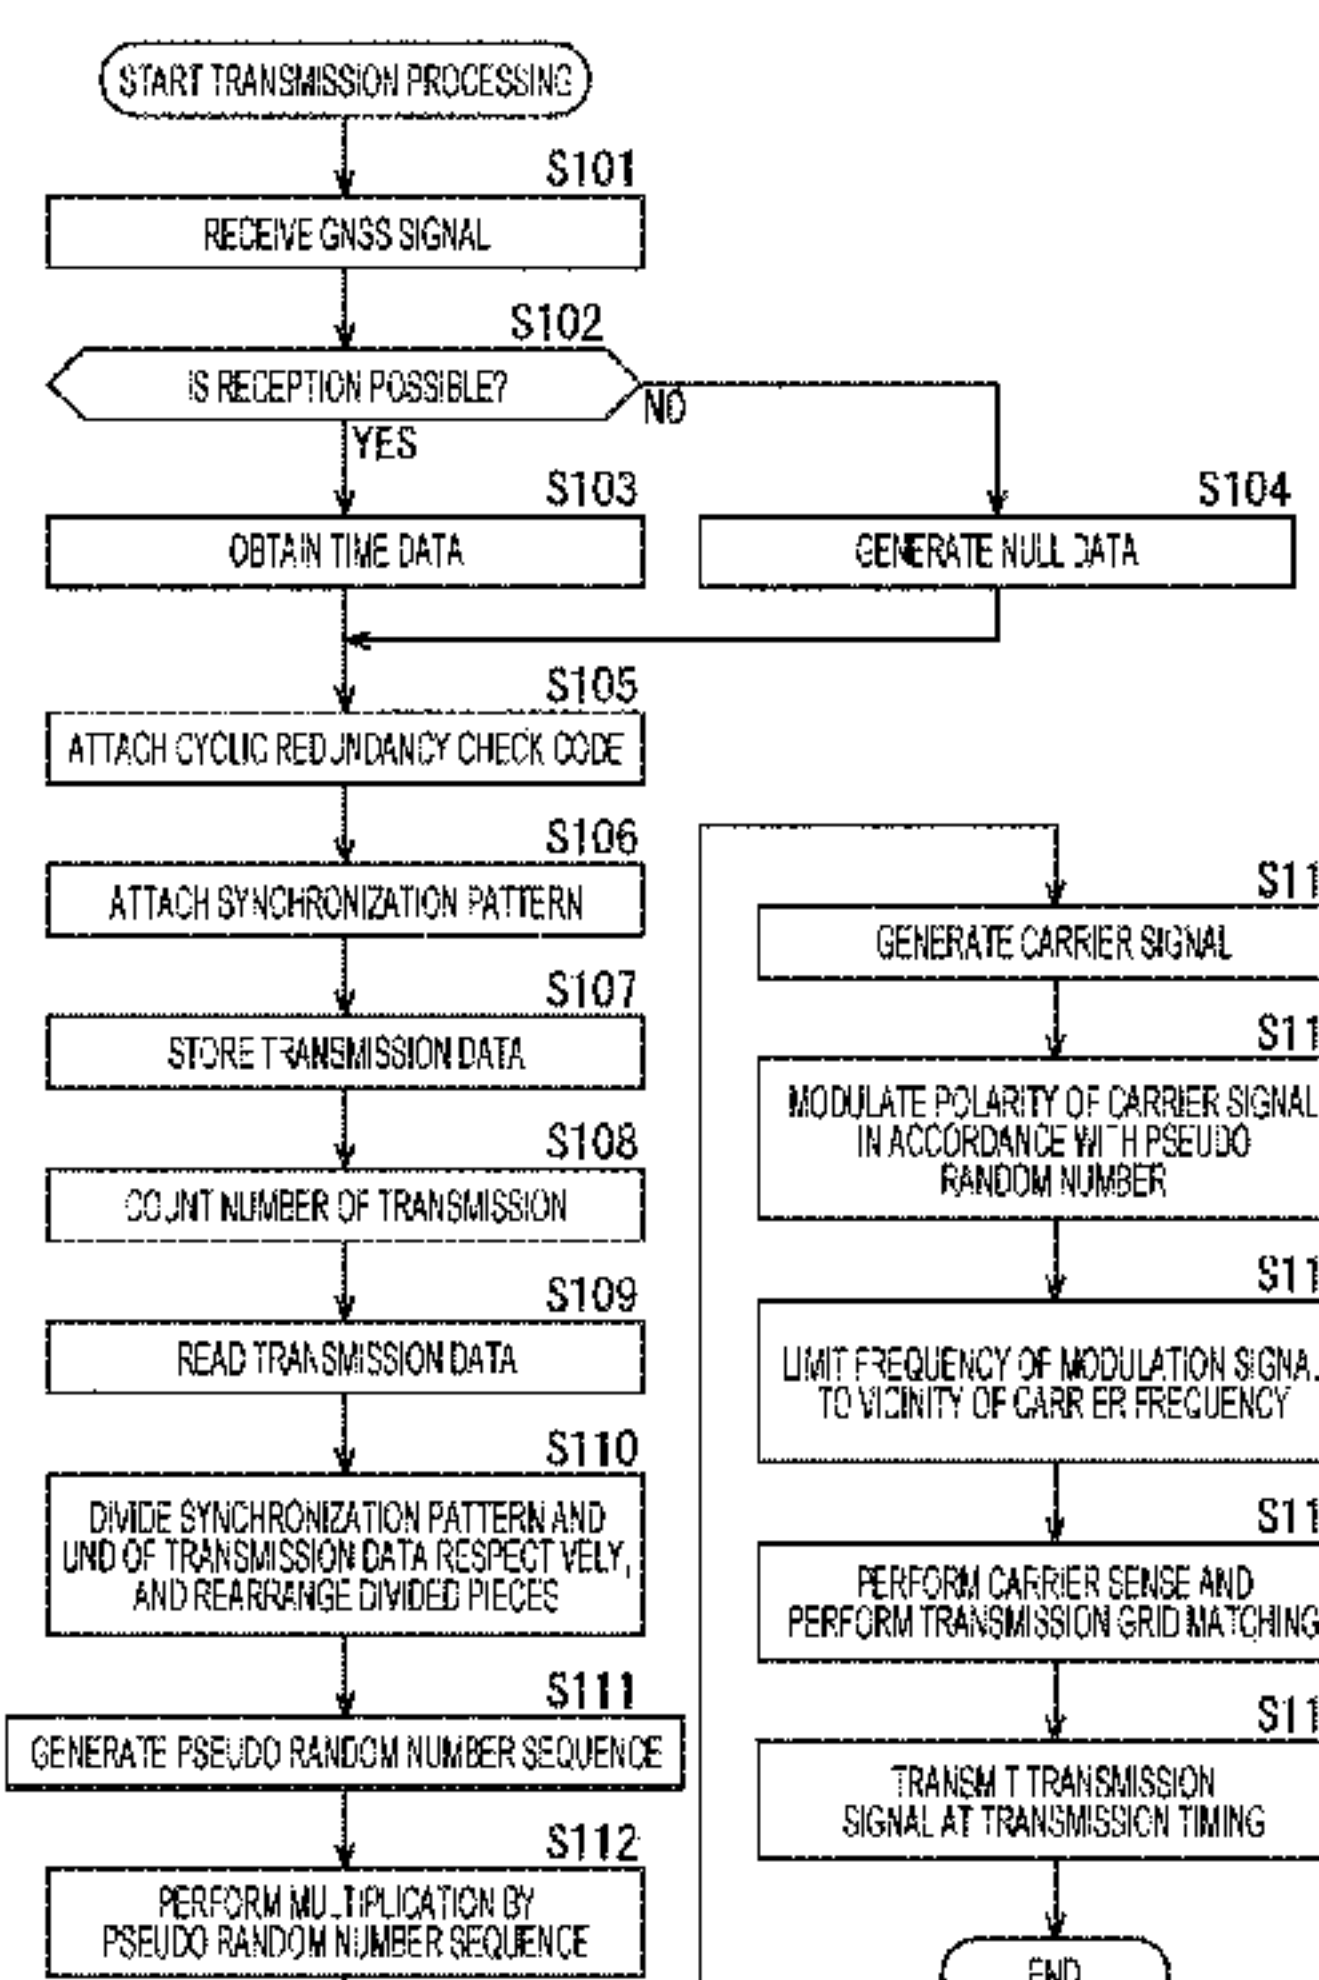 START TRANSMISSION PROCESSING
S101
RECEIVE GNSS SIGNAL
S102
IS RECEPTION POSSIBLE?
NO
YES
S103
OBTAIN TIME DATA
S104
GENERATE NULL DATA
S105
ATTACH CYCLIC REDUNDANCY CHECK CODE
S106
ATTACH SYNCHRONIZATION PATTERN
S107
STORE TRANSMISSION DATA
S108
COUNT NUMBER OF TRANSMISSION
S109
READ TRANSMISSION DATA
S110
DIVIDE SYNCHRONIZATION PATTERN AND
UND OF TRANSMISSION DATA RESPECTIVELY,
AND REARRANGE DIVIDED PIECES
S111
GENERATE PSEUDO RANDOM NUMBER SEQUENCE
S112
PERFORM MULTIPLICATION BY
PSEUDO RANDOM NUMBER SEQUENCE
S11
GENERATE CARRIER SIGNAL
S11
MODULATE POLARITY OF CARRIER SIGNAL
IN ACCORDANCE WITH PSEUDO
RANDOM NUMBER
S11
LIMIT FREQUENCY OF MODULATION SIGNAL
TO VICINITY OF CARRIER FREQUENCY
S11
PERFORM CARRIER SENSE AND
PERFORM TRANSMISSION GRID MATCHING
S11
TRANSMIT TRANSMISSION
SIGNAL AT TRANSMISSION TIMING
END